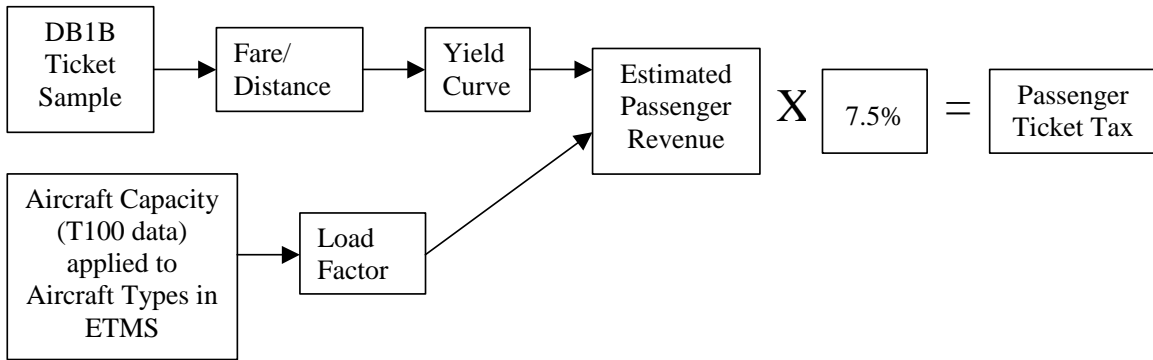 DB1B
Ticket
Sample
Fare/
Distance
Yield
Curve
Estimated
Passenger
Revenue
X
7.5%
=
Passenger
Ticket Tax
Aircraft Capacity
(T100 data)
applied to
Aircraft Types in
ETMS
Load
Factor